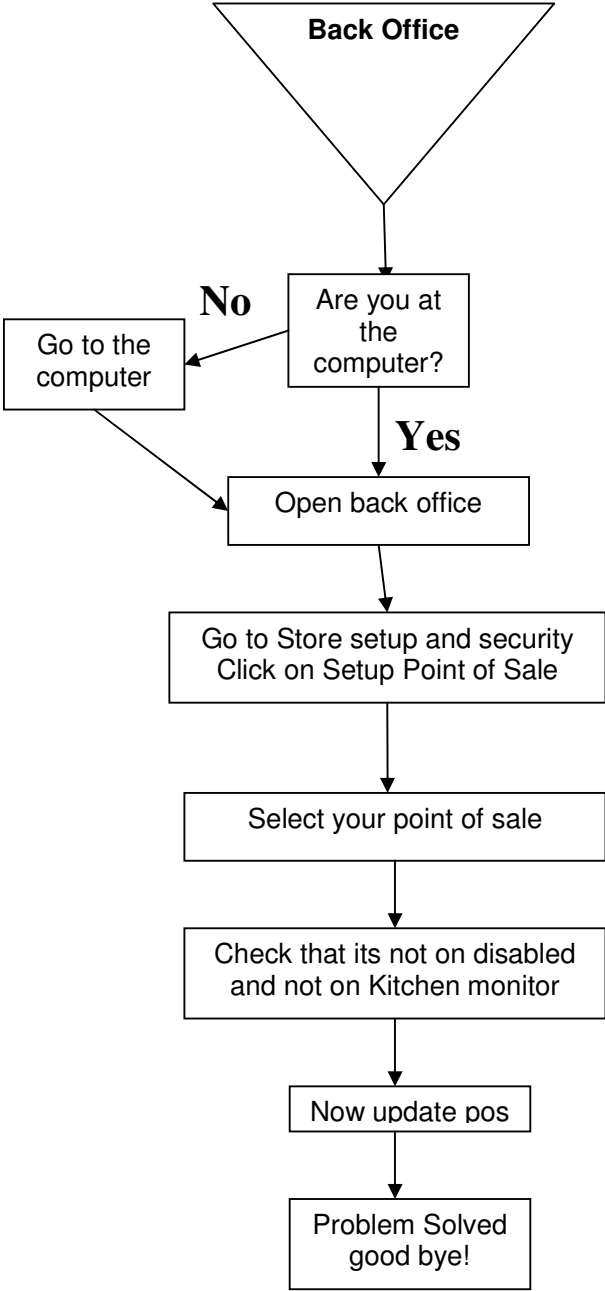 Back Office
Are you at
the
computer?
No
Go to the
computer
Yes
Open back office
Go to Store setup and security
Click on Setup Point of Sale
Select your point of sale
Check that its not on disabled
and not on Kitchen monitor
Now update pos
Problem Solved
good bye!